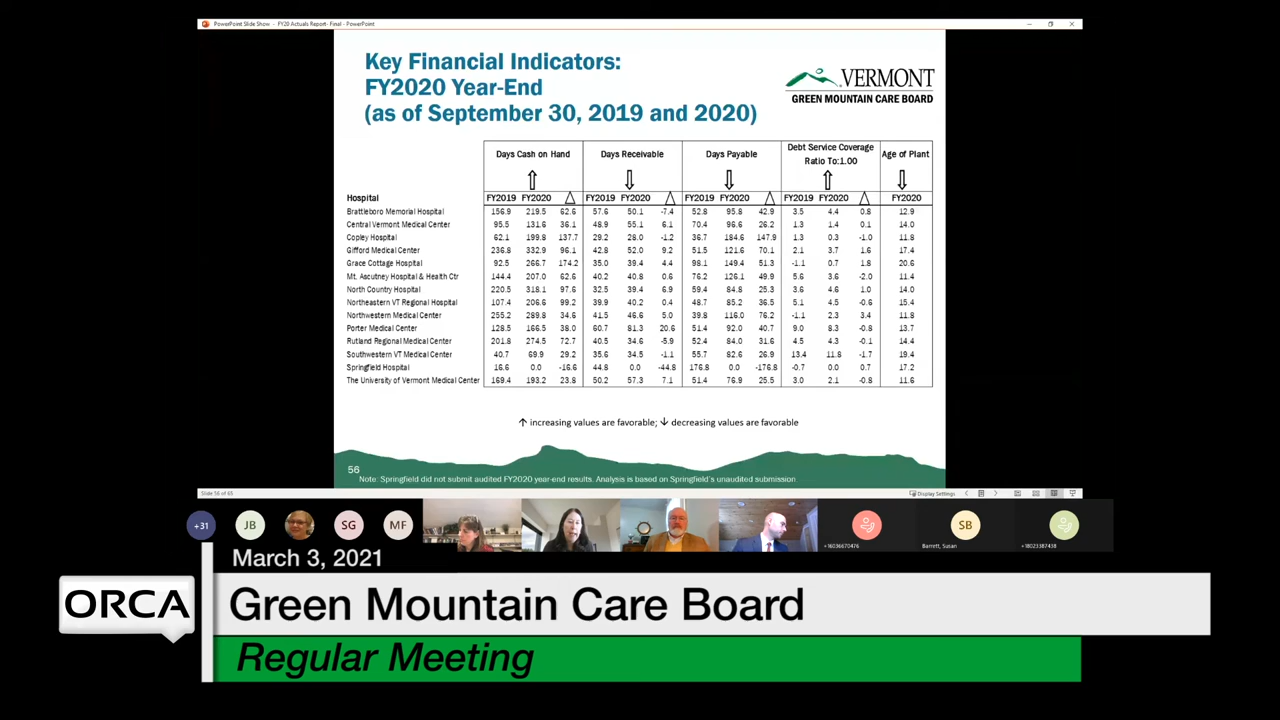 PowerPoint Slide Show - FY20 Actuals Report- Final - PowerPoint
Key Financial Indicators:
FY2020 Year-End
(as of September 30, 2019 and 2020)
VERMONT
GREEN MOUNTAIN CARE BOARD
Days Cash on Hand Days Receivable Days Payable Debt Service Coverage Ratio To:1.00 Age of Plant
Hospital FY2019 FY2020 △ FY2019 FY2020 △ FY2019 FY2020 △ FY2019 FY2020 △ FY2020
Brattleboro Memorial Hospital 156.9 219.5 62.6 57.6 50.1 -7.4 52.8 95.8 42.9 3.5 4.4 0.8 12.9
Central Vermont Medical Center 95.5 131.6 36.1 48.9 55.1 6.1 70.4 96.6 26.2 1.3 1.4 0.1 14.0
Copley Hospital 62.1 199.8 137.7 29.2 28.0 -1.2 36.7 184.6 147.9 1.3 0.3 -1.0 11.8
Gifford Medical Center 236.8 332.9 96.1 42.8 52.0 9.2 51.5 121.6 70.1 2.1 3.7 1.6 17.4
Grace Cottage Hospital 92.5 266.7 174.2 35.0 39.4 4.4 98.1 149.4 51.3 -1.1 0.7 1.8 20.6
Mt. Ascutney Hospital & Health Ctr 144.4 207.0 62.6 40.2 40.8 0.6 76.2 126.1 49.9 5.6 3.6 -2.0 11.4
North Country Hospital 220.5 318.1 97.6 32.5 39.4 6.9 59.4 84.8 25.3 3.6 4.6 1.0 14.0
Northeastern VT Regional Hospital 107.4 206.6 99.2 39.9 40.2 0.4 48.7 85.2 36.5 5.1 4.5 -0.6 15.4
Northwestern Medical Center 255.2 289.8 34.6 41.5 46.6 5.0 39.8 116.0 76.2 -1.1 2.3 3.4 11.8
Porter Medical Center 128.5 166.5 38.0 60.7 81.3 20.6 51.4 92.0 40.7 9.0 8.3 -0.8 13.7
Rutland Regional Medical Center 201.8 274.5 72.7 40.5 34.6 -5.9 52.4 84.0 31.6 4.5 4.3 -0.1 14.4
Southwestern VT Medical Center 40.7 69.9 29.2 35.6 34.5 -1.1 55.7 82.6 26.9 13.4 11.8 -1.7 19.4
Springfield Hospital 16.6 0.0 -16.6 44.8 0.0 -44.8 176.8 0.0 -176.8 -0.7 0.0 0.7 17.2
The University of Vermont Medical Center 169.4 193.2 23.8 50.2 57.3 7.1 51.4 76.9 25.5 3.0 2.1 -0.8 11.6
↑ increasing values are favorable; ↓ decreasing values are favorable
56
Note: Springfield did not submit audited FY2020 year-end results. Analysis is based on Springfield's unaudited submission
Slide 56 of 65 Display Settings
+31 JB SG MF SB
+16036670476 Barrett, Susan +18023387438
March 3, 2021
ORCA
Green Mountain Care Board
Regular Meeting